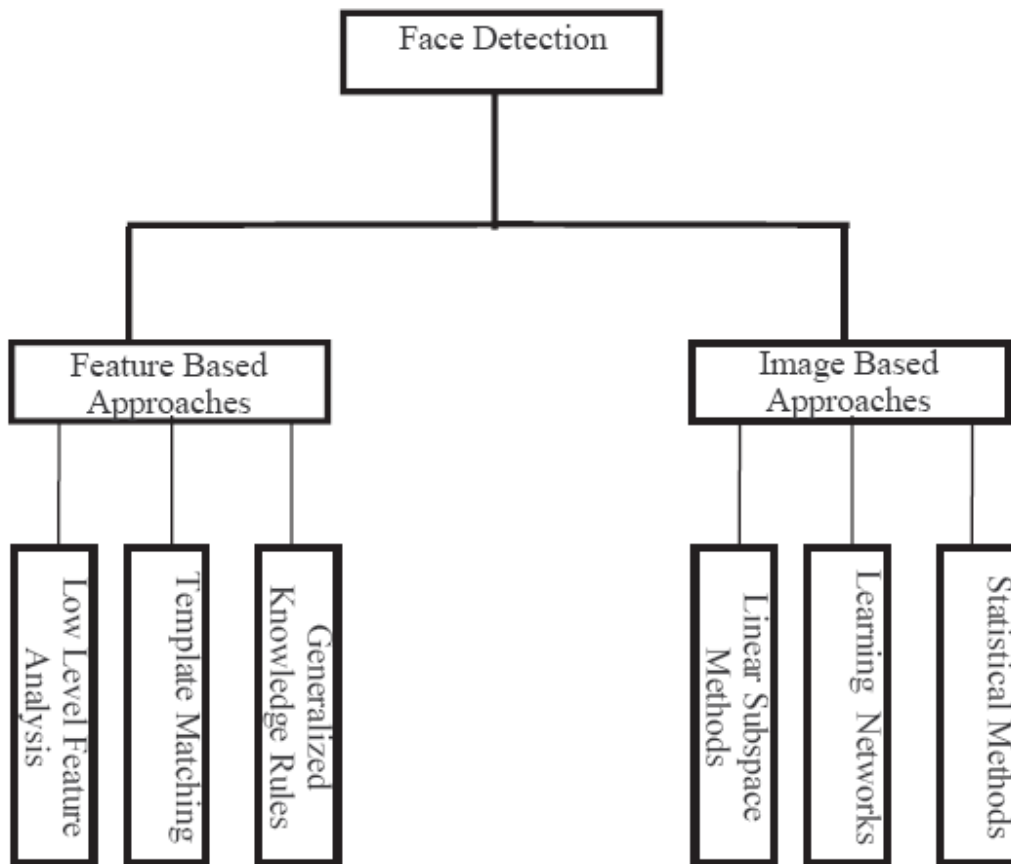 Face Detection
Feature Based
Approaches
Image Based
Approaches
Low Level Feature
Analysis
Template Matching
Generalized
Knowledge Rules
Linear Subspace
Methods
Learning Networks
Statistical Methods